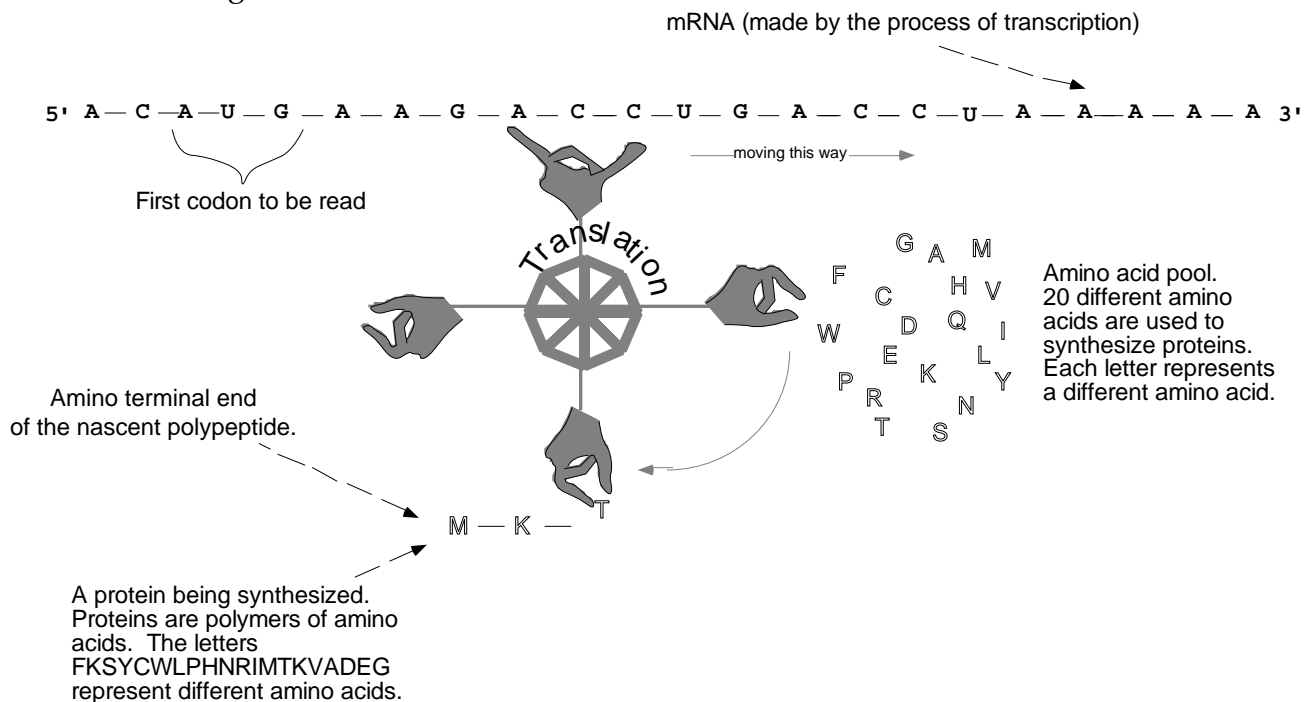 mRNA (made by the process of transcription)
5' A — C — A — U — G — A — A — G — A — C — C — U — G — A — C — C — U — A — A — A — A — A 3'
moving this way
First codon to be read
Translation
G A M
F H V
C
W D Q I
E L
P K Y
R N
T S
Amino acid pool.
20 different amino
acids are used to
synthesize proteins.
Each letter represents
a different amino acid.
Amino terminal end
of the nascent polypeptide.
T
M — K —
A protein being synthesized.
Proteins are polymers of amino
acids. The letters
FKSYCWLPHNRIMTKVADEG
represent different amino acids.